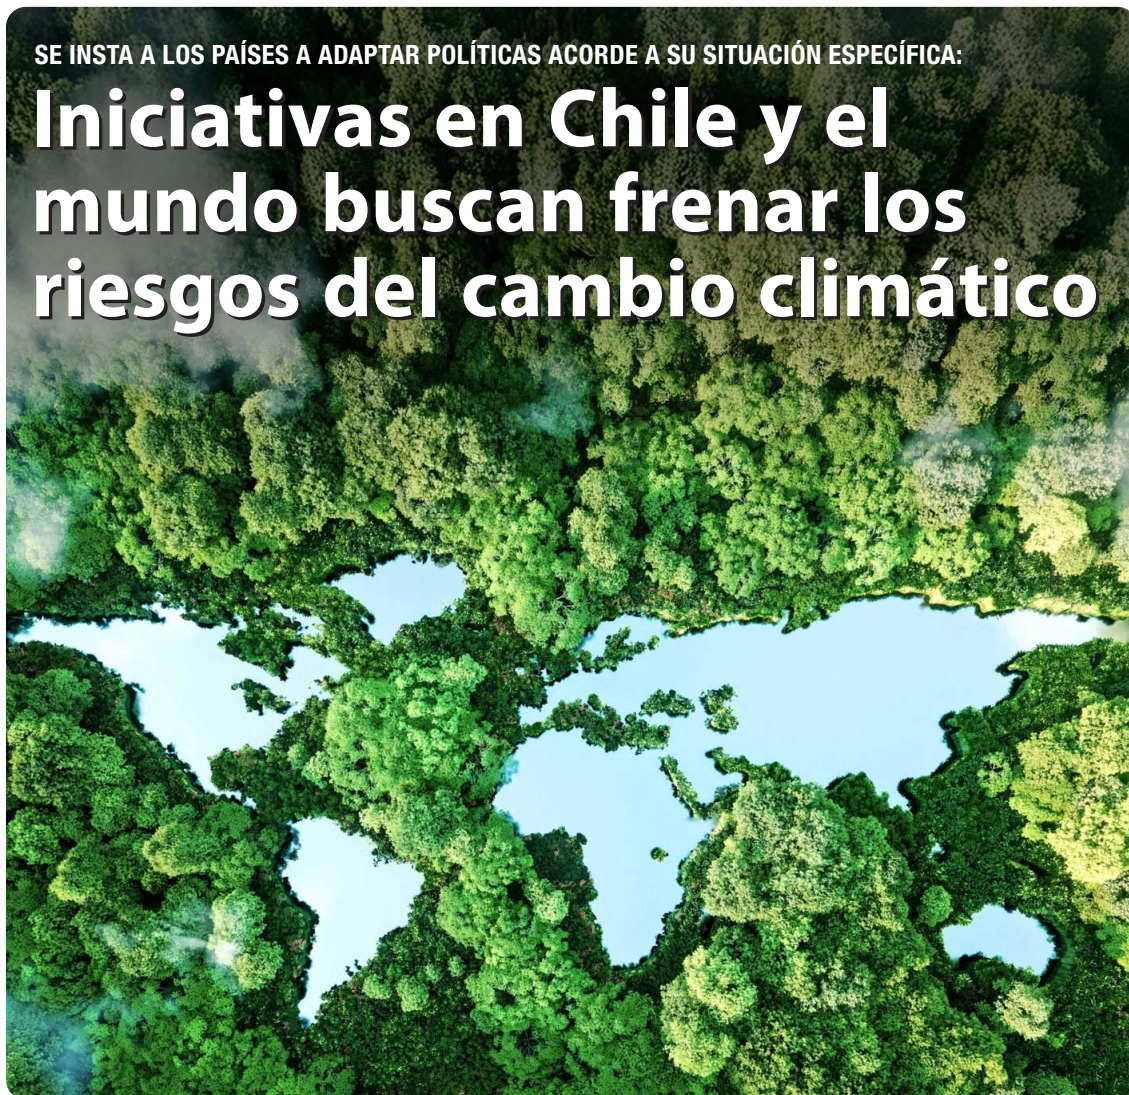 SE INSTA A LOS PAÍSES A ADAPTAR POLÍTICAS ACORDE A SU SITUACIÓN ESPECÍFICA:
Iniciativas en Chile y el
mundo buscan frenar los
riesgos del cambio climático